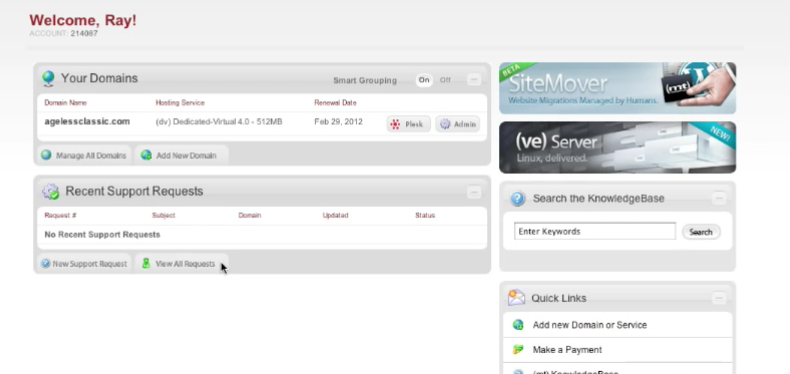 Welcome, Ray!
ACCOUNT: 214087
Your Domains
Smart Grouping On Off
Domain Name Hosting Service Renewal Date
agelessclassic.com (dv) Dedicated-Virtual 4.0 - 512MB Feb 29, 2012 Plesk Admin
Manage All Domains Add New Domain
Recent Support Requests
Request # Subject Domain Updated Status
No Recent Support Requests
New Support Request View All Requests
BETA
SiteMover
Website Migrations Managed by Humans.
(mt)
(ve) Server
Linux, delivered.
NEW!
Search the KnowledgeBase
Enter Keywords Search
Quick Links
Add new Domain or Service
Make a Payment
(mt) KnowledgeBase